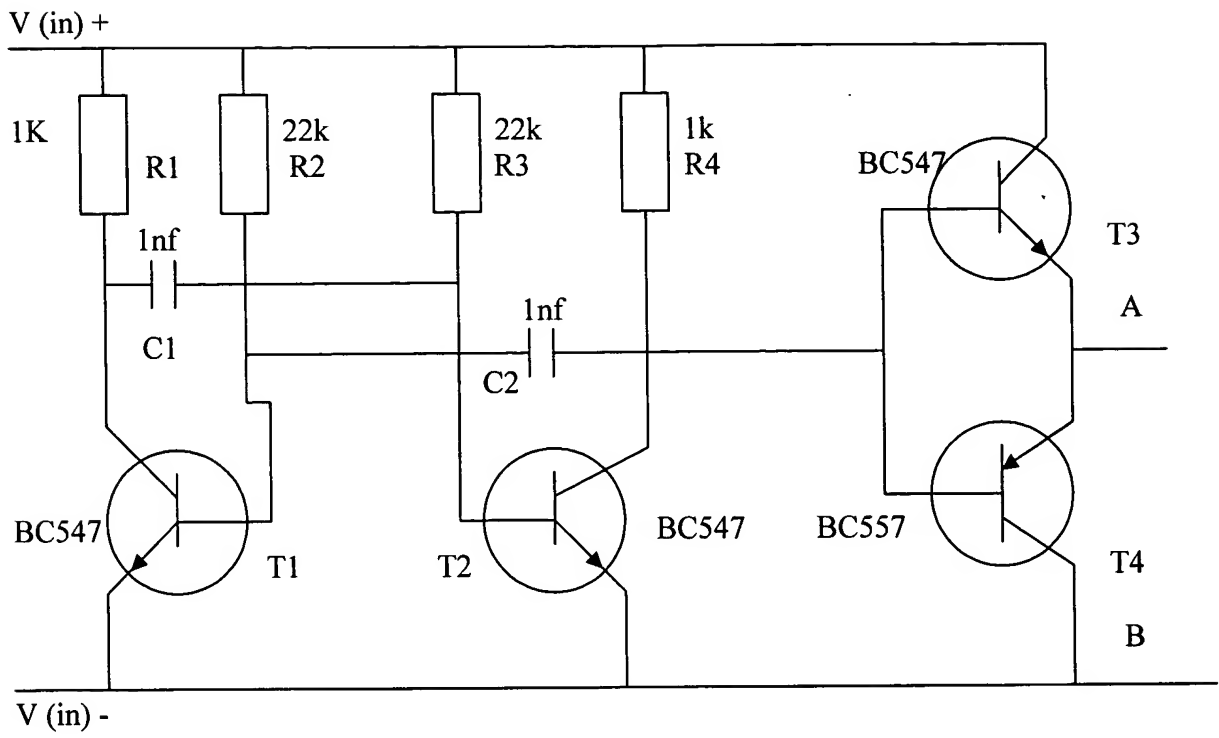 V (in) +
1K
R1
22k
R2
22k
R3
1k
R4
BC547
T3
1nf
C1
1nf
C2
A
BC547
T1
T2
BC547
BC557
T4
B
V (in) -